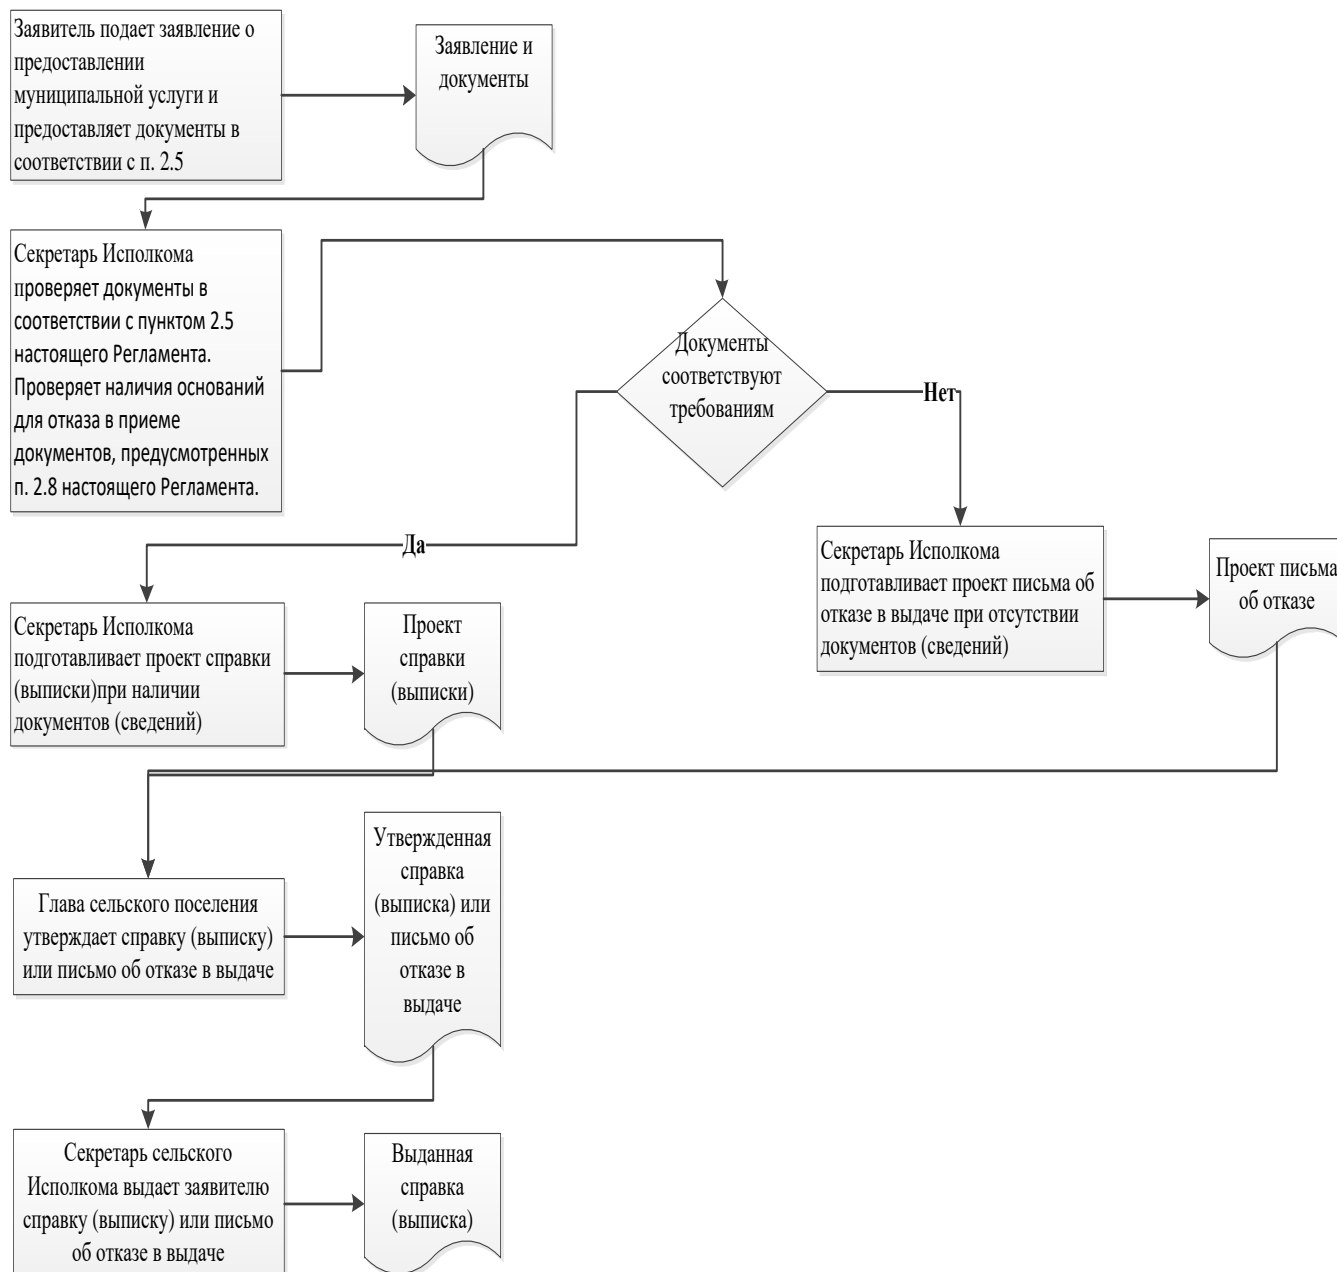 Заявитель подает заявление о
предоставлении
муниципальной услуги и
предоставляет документы в
соответствии с п. 2.5
Заявление и
документы
Секретарь Исполкома
проверяет документы в
соответствии с пунктом 2.5
настоящего Регламента.
Проверяет наличия оснований
для отказа в приеме
документов, предусмотренных
п. 2.8 настоящего Регламента.
Документы
соответствуют
требованиям
Нет
Да
Секретарь Исполкома
подготавливает проект письма об
отказе в выдаче при отсутствии
документов (сведений)
Проект письма
об отказе
Секретарь Исполкома
подготавливает проект справки
(выписки)при наличии
документов (сведений)
Проект
справки
(выписки)
Глава сельского поселения
утверждает справку (выписку)
или письмо об отказе в выдаче
Утвержденная
справка
(выписка) или
письмо об
отказе в
выдаче
Секретарь сельского
Исполкома выдает заявителю
справку (выписку) или письмо
об отказе в выдаче
Выданная
справка
(выписка)